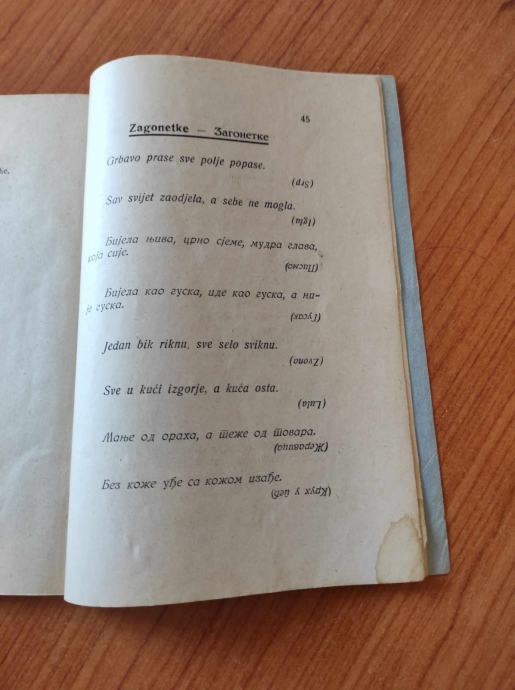 45
Zagonetke — Загонетке
Grbavo prase sve polje popase.
(Srp)
Sav svijet zaodjela, a sebe ne mogla.
(Igla)
Бијела њива, црно сјеме, мудра глава,
која сије.
(Писмо)
Бијела као гуска, иде као гуска, а ни-
је гуска.
(Гусак)
Jedan bik riknu, sve selo sviknu.
(Zvono)
Sve u kući izgorje, a kuća osta.
(Lula)
Мање од ораха, а теже од товара.
(Жеравица)
Без коже уђе са кожом изађе.
(Крух у пећ)